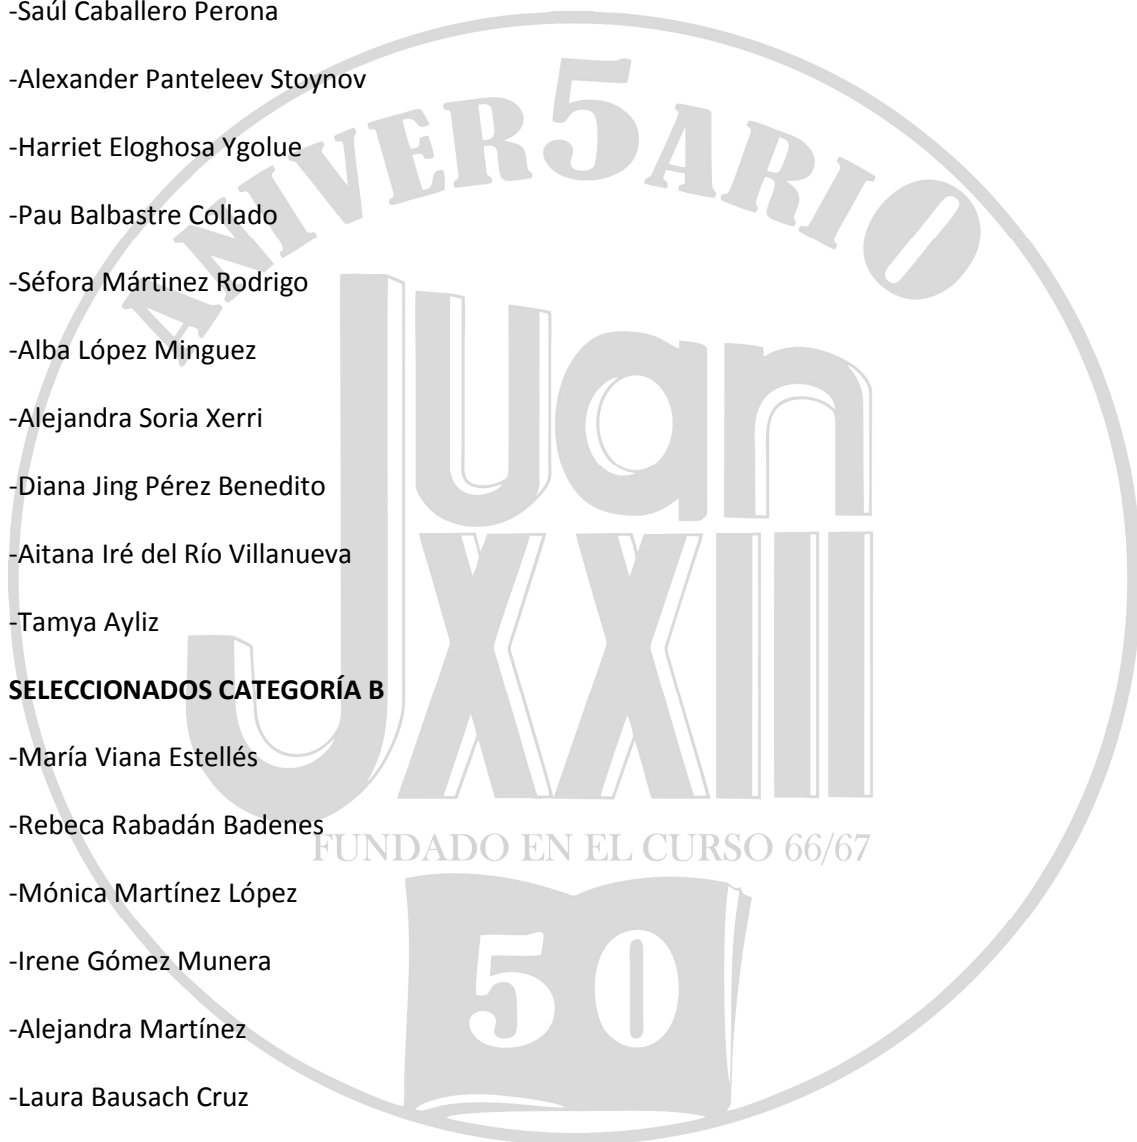 -Saúl Caballero Perona
-Alexander Panteleev Stoynov
-Harriet Eloghosa Ygolue
-Pau Balbastre Collado
-Séfora Mártinez Rodrigo
-Alba López Minguez
-Alejandra Soria Xerri
-Diana Jing Pérez Benedito
-Aitana Iré del Río Villanueva
-Tamya Ayliz
SELECCIONADOS CATEGORÍA B
-María Viana Estellés
-Rebeca Rabadán Badenes
-Mónica Martínez López
-Irene Gómez Munera
-Alejandra Martínez
-Laura Bausach Cruz
ANIVER5ARIO
Juan
XXIII
FUNDADO EN EL CURSO 66/67
50